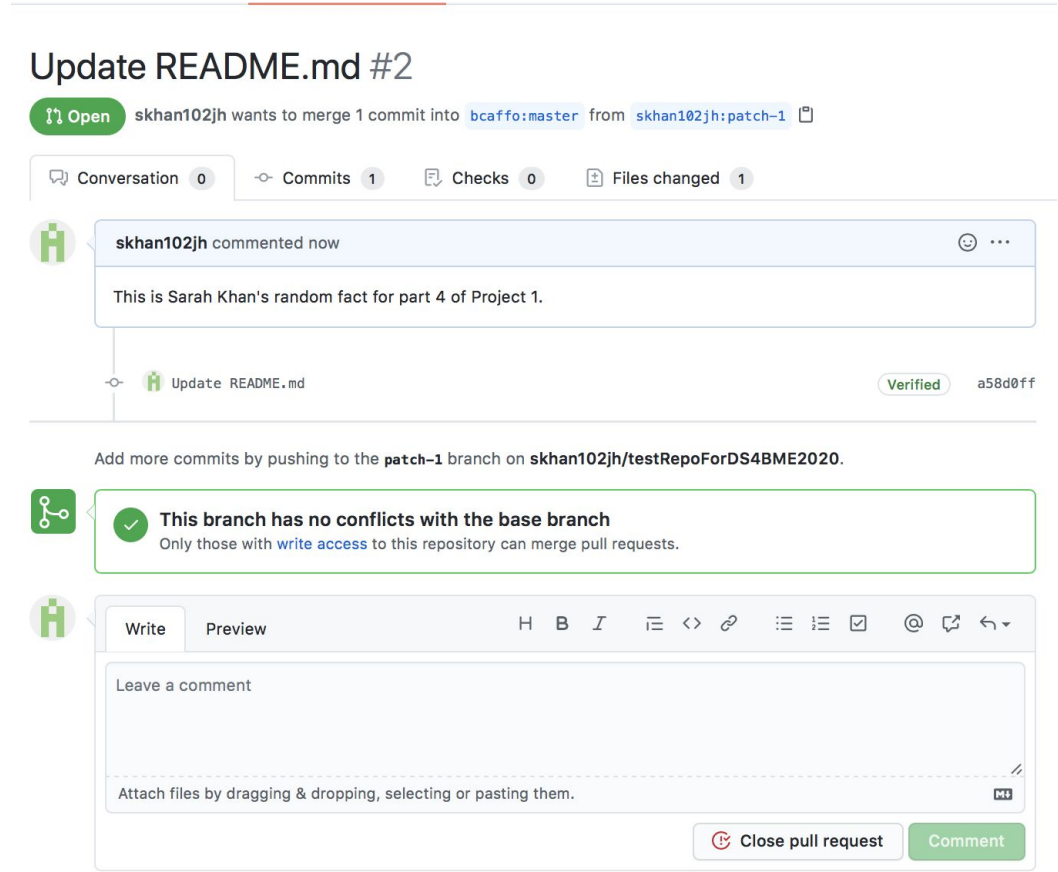 Update README.md #2
Open skhan102jh wants to merge 1 commit into bcaffo:master from skhan102jh:patch-1
Conversation 0 Commits 1 Checks 0 Files changed 1
skhan102jh commented now
This is Sarah Khan's random fact for part 4 of Project 1.
Update README.md Verified a58d0ff
Add more commits by pushing to the patch-1 branch on skhan102jh/testRepoForDS4BME2020.
This branch has no conflicts with the base branch
Only those with write access to this repository can merge pull requests.
Write Preview H B I
Leave a comment
Attach files by dragging & dropping, selecting or pasting them.
Close pull request Comment